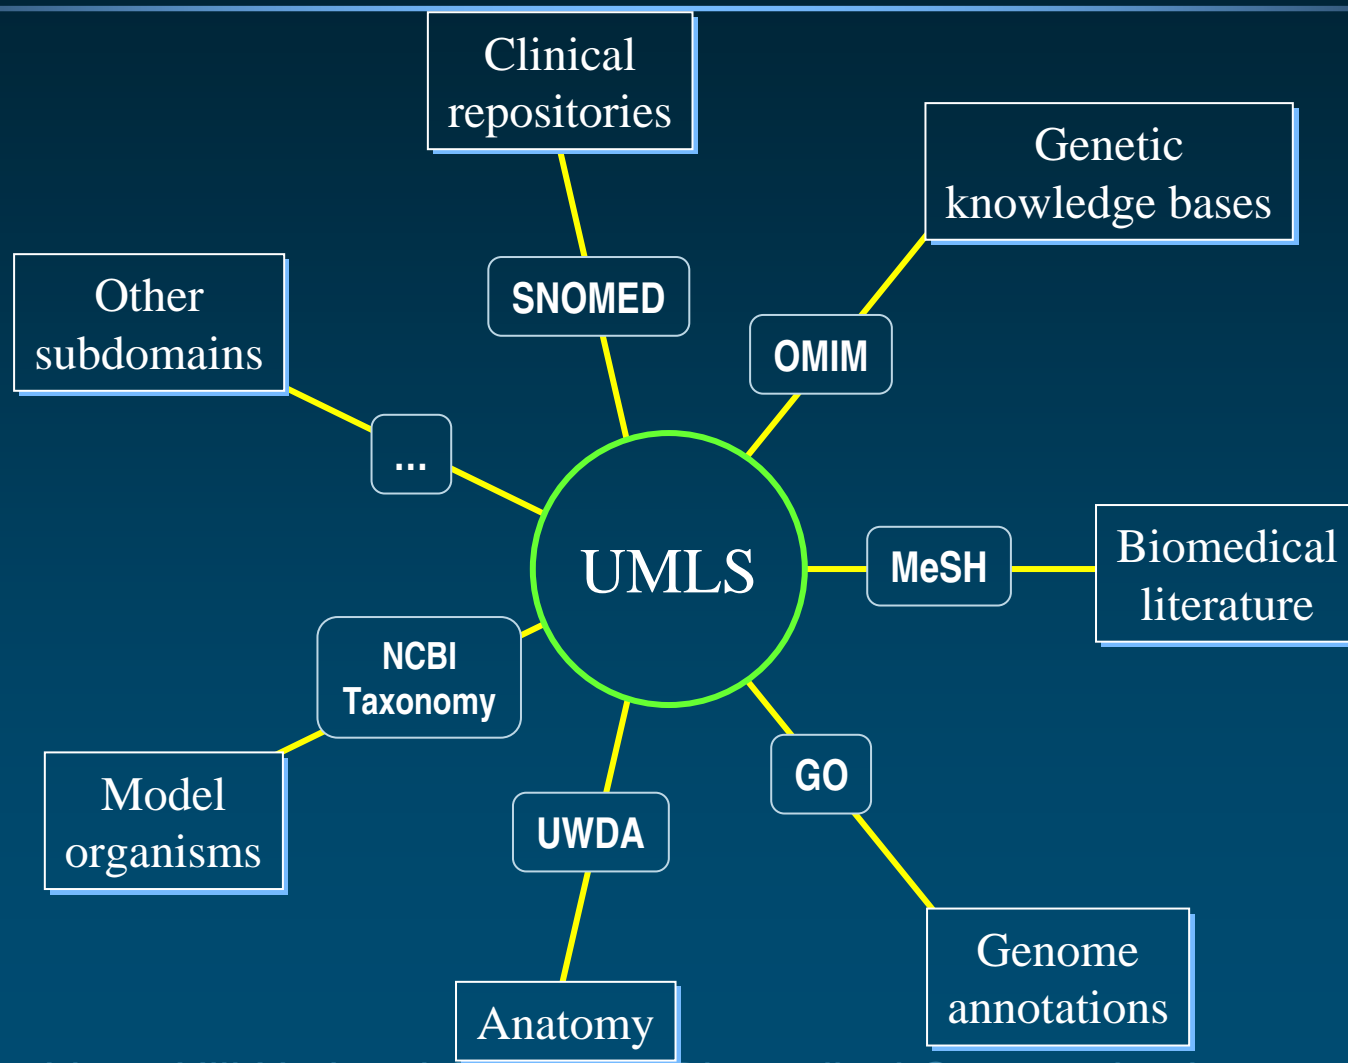 Clinical
repositories
Genetic
knowledge bases
SNOMED
Other
subdomains
OMIM
...
UMLS
MeSH
Biomedical
literature
NCBI
Taxonomy
GO
Model
organisms
UWDA
Genome
annotations
Anatomy